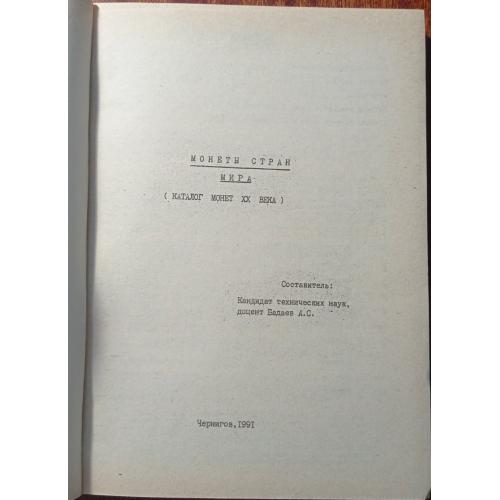 МОНЕТЫ СТРАН
МИРА
( КАТАЛОГ МОНЕТ XX ВЕКА )
Составитель:
Кандидат технических наук,
доцент Бадаев А.С.
Чернигов,1991